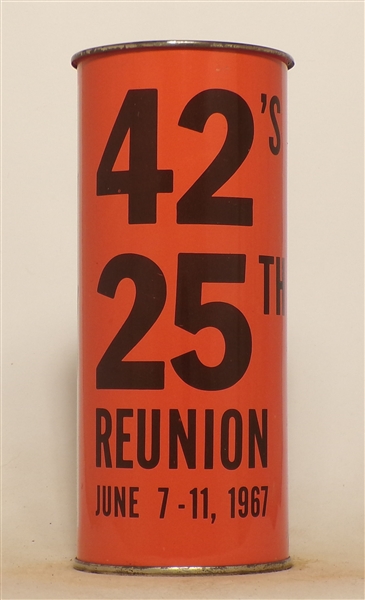 42'S
25TH
REUNION
JUNE 7-11, 1967